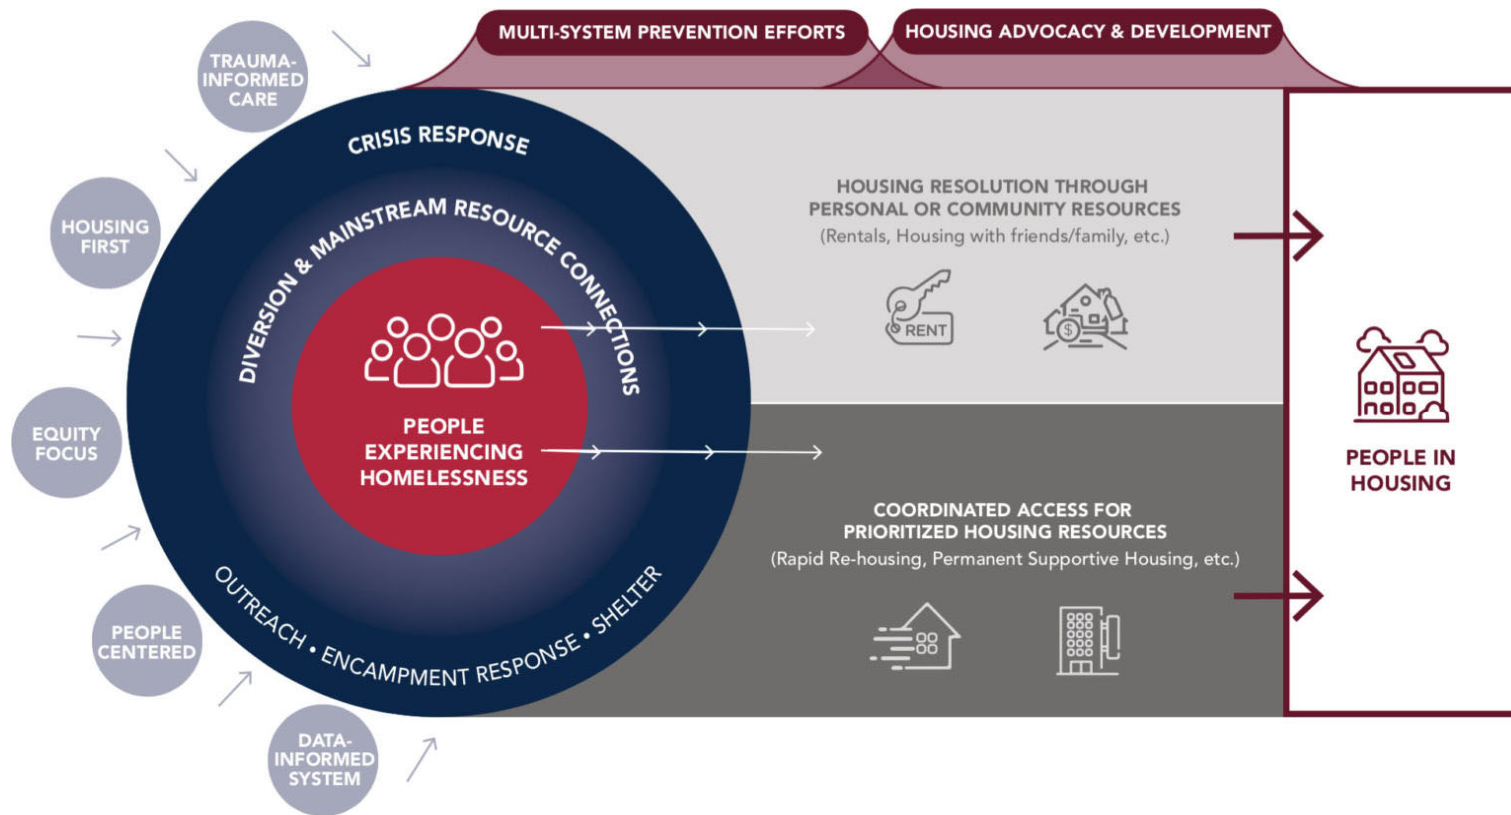 MULTI-SYSTEM PREVENTION EFFORTS
HOUSING ADVOCACY & DEVELOPMENT
TRAUMA-
INFORMED
CARE
HOUSING
FIRST
EQUITY
FOCUS
PEOPLE
CENTERED
DATA-
INFORMED
SYSTEM
CRISIS RESPONSE
DIVERSION & MAINSTREAM RESOURCE CONNECTIONS
PEOPLE
EXPERIENCING
HOMELESSNESS
OUTREACH • ENCAMPMENT RESPONSE • SHELTER
HOUSING RESOLUTION THROUGH
PERSONAL OR COMMUNITY RESOURCES
(Rentals, Housing with friends/family, etc.)
RENT
$
COORDINATED ACCESS FOR
PRIORITIZED HOUSING RESOURCES
(Rapid Re-housing, Permanent Supportive Housing, etc.)
PEOPLE IN
HOUSING